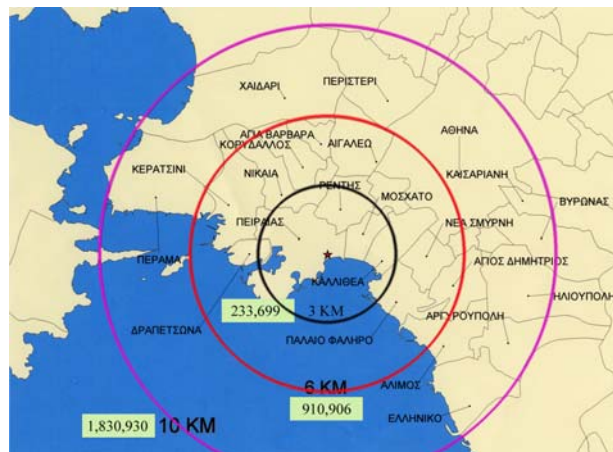 ΠΕΡΙΣΤΕΡΙ
ΧΑΙΔΑΡΙ
ΑΘΗΝΑ
ΑΓΙΑ ΒΑΡΒΑΡΑ
ΚΟΡΥΔΑΛΛΟΣ
ΑΙΓΑΛΕΩ
ΚΕΡΑΤΣΙΝΙ
ΝΙΚΑΙΑ
ΚΑΙΣΑΡΙΑΝΗ
ΡΕΝΤΗΣ
ΜΟΣΧΑΤΟ
ΒΥΡΩΝΑΣ
ΠΕΙΡΑΙΑΣ
ΝΕΑ ΣΜΥΡΝΗ
ΠΕΡΑΜΑ
ΑΓΙΟΣ ΔΗΜΗΤΡΙΟΣ
ΚΑΛΛΙΘΕΑ
ΗΛΙΟΥΠΟΛΗ
233,699
3 KM
ΑΡΓΥΡΟΥΠΟΛΗ
ΔΡΑΠΕΤΣΩΝΑ
ΠΑΛΑΙΟ ΦΑΛΗΡΟ
6 KM
ΑΛΙΜΟΣ
910,906
ΕΛΛΗΝΙΚΟ
1,830,930
10 KM